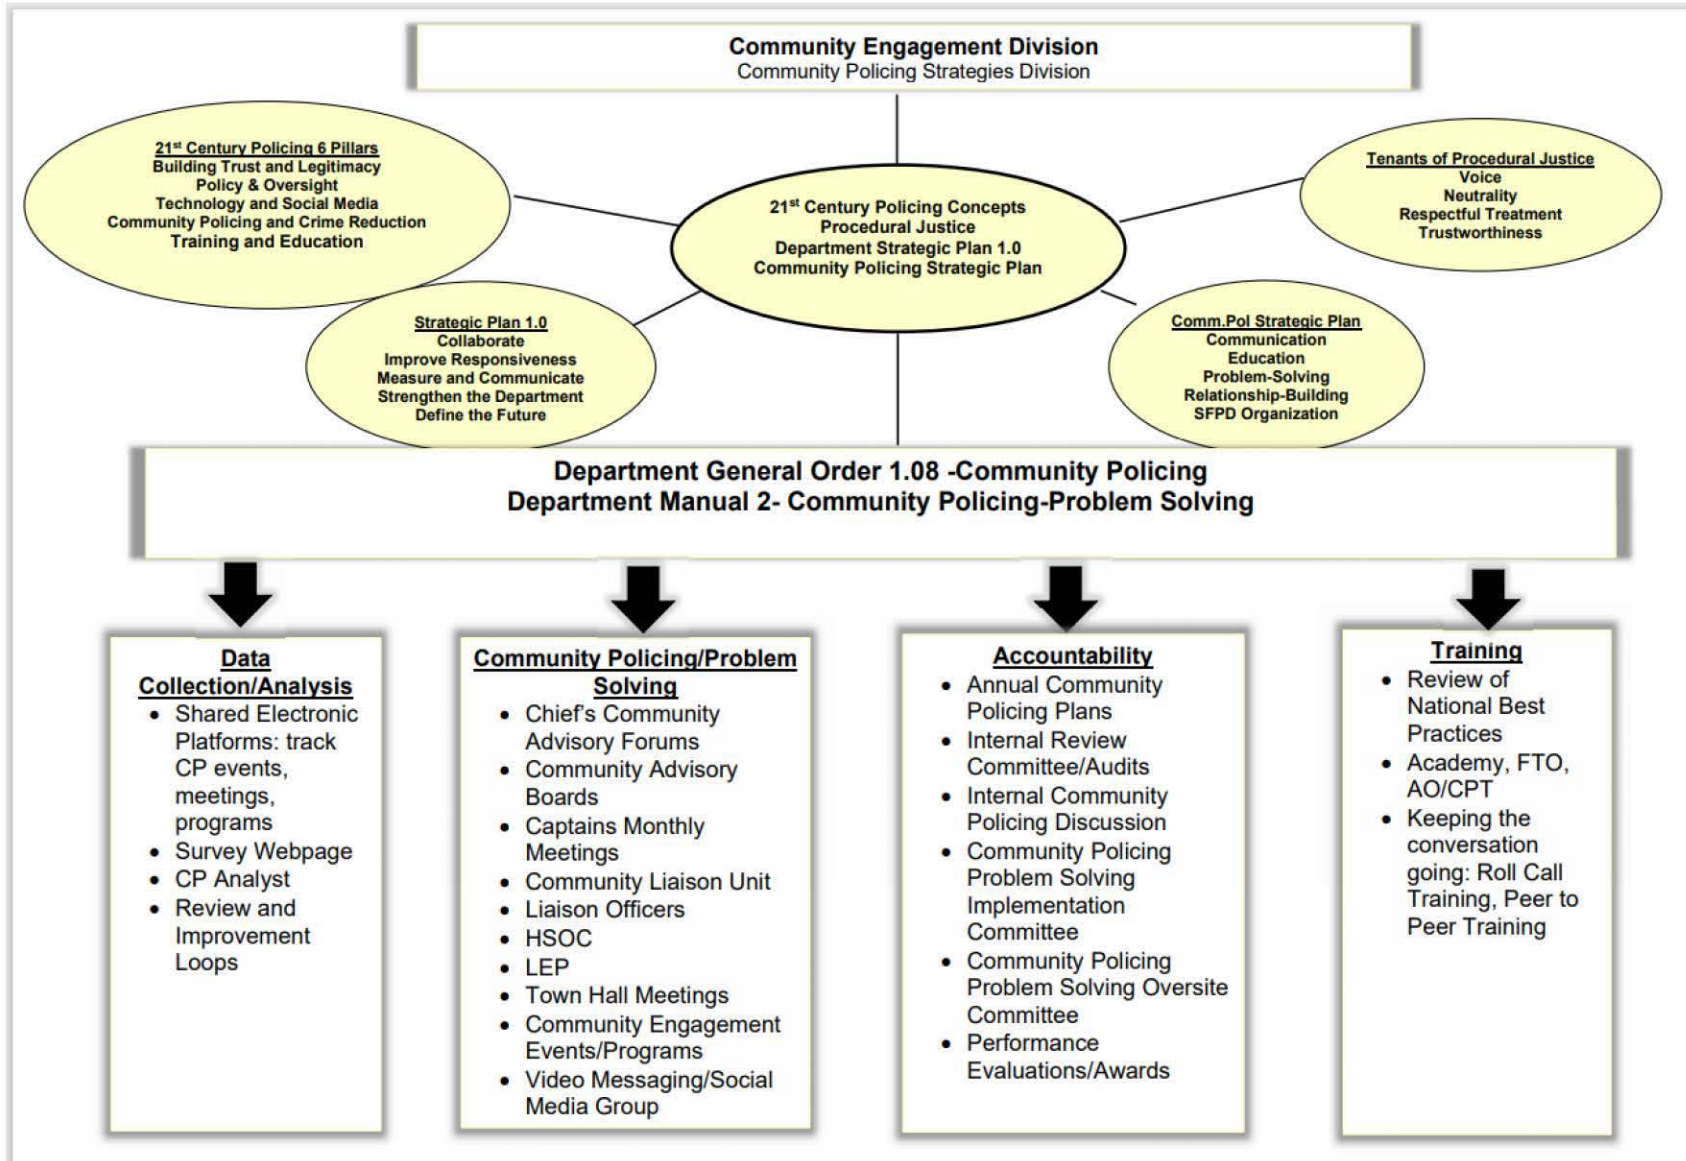 Community Engagement Division
Community Policing Strategies Division
21st Century Policing 6 Pillars
Building Trust and Legitimacy
Policy & Oversight
Technology and Social Media
Community Policing and Crime Reduction
Training and Education
21st Century Policing Concepts
Procedural Justice
Department Strategic Plan 1.0
Community Policing Strategic Plan
Tenants of Procedural Justice
Voice
Neutrality
Respectful Treatment
Trustworthiness
Strategic Plan 1.0
Collaborate
Improve Responsiveness
Measure and Communicate
Strengthen the Department
Define the Future
Comm.Pol Strategic Plan
Communication
Education
Problem-Solving
Relationship-Building
SFPD Organization
Department General Order 1.08 -Community Policing
Department Manual 2- Community Policing-Problem Solving
Data
Collection/Analysis
• Shared Electronic
Platforms: track
CP events,
meetings,
programs
• Survey Webpage
• CP Analyst
• Review and
Improvement
Loops
Community Policing/Problem
Solving
• Chief's Community
Advisory Forums
• Community Advisory
Boards
• Captains Monthly
Meetings
• Community Liaison Unit
• Liaison Officers
• HSOC
• LEP
• Town Hall Meetings
• Community Engagement
Events/Programs
• Video Messaging/Social
Media Group
Accountability
• Annual Community
Policing Plans
• Internal Review
Committee/Audits
• Internal Community
Policing Discussion
• Community Policing
Problem Solving
Implementation
Committee
• Community Policing
Problem Solving Oversite
Committee
• Performance
Evaluations/Awards
Training
• Review of
National Best
Practices
• Academy, FTO,
AO/CPT
• Keeping the
conversation
going: Roll Call
Training, Peer to
Peer Training